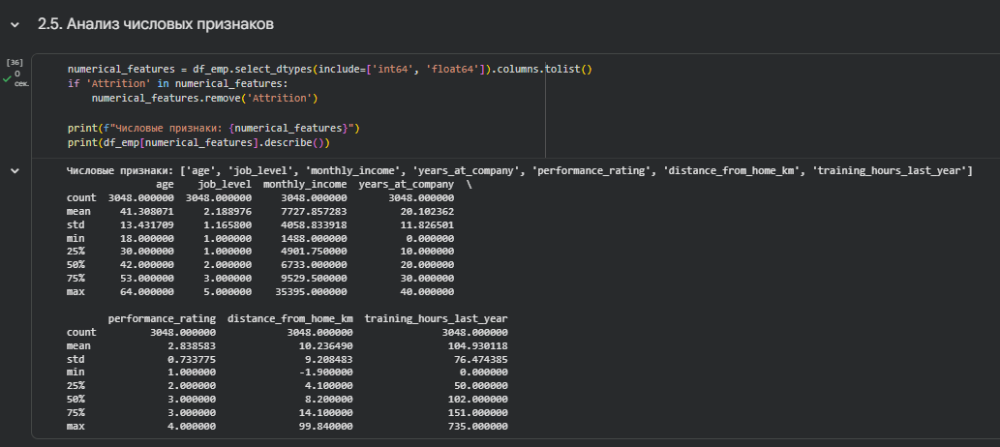 2.5. Анализ числовых признаков
[36]
0
сек.
numerical_features = df_emp.select_dtypes(include=['int64', 'float64']).columns.tolist()
if 'Attrition' in numerical_features:
    numerical_features.remove('Attrition')

print(f"Числовые признаки: {numerical_features}")
print(df_emp[numerical_features].describe())
Числовые признаки: ['age', 'job_level', 'monthly_income', 'years_at_company', 'performance_rating', 'distance_from_home_km', 'training_hours_last_year']
               age    job_level  monthly_income  years_at_company  \
count  3048.000000  3048.000000     3048.000000       3048.000000
mean     41.308071     2.188976     7727.857283         20.102362
std      13.431709     1.165800     4058.833918         11.826501
min      18.000000     1.000000     1488.000000          0.000000
25%      30.000000     1.000000     4901.750000         10.000000
50%      42.000000     2.000000     6733.000000         20.000000
75%      53.000000     3.000000     9529.500000         30.000000
max      64.000000     5.000000    35395.000000         40.000000

       performance_rating  distance_from_home_km  training_hours_last_year
count         3048.000000            3048.000000               3048.000000
mean             2.838583              10.236490                104.930118
std              0.733775               9.208483                 76.474385
min              1.000000              -1.900000                  0.000000
25%              2.000000               4.100000                 50.000000
50%              3.000000               8.200000                102.000000
75%              3.000000              14.100000                151.000000
max              4.000000              99.840000                735.000000